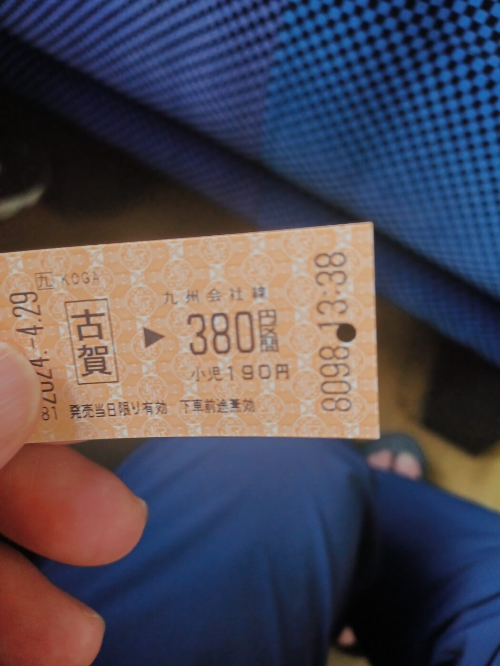 九 KOGA
九州会社線
古賀 ▶ 380円区間
小児190円
発売当日限り有効 下車前途無効
2024.-4.29
81
8098 13:38